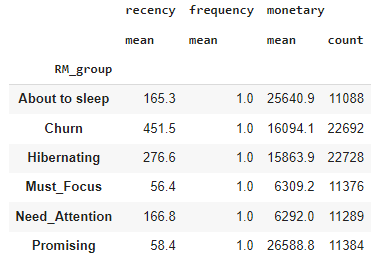 recency frequency monetary
mean mean mean count
RM_group
About to sleep 165.3 1.0 25640.9 11088
Churn 451.5 1.0 16094.1 22692
Hibernating 276.6 1.0 15863.9 22728
Must_Focus 56.4 1.0 6309.2 11376
Need_Attention 166.8 1.0 6292.0 11289
Promising 58.4 1.0 26588.8 11384